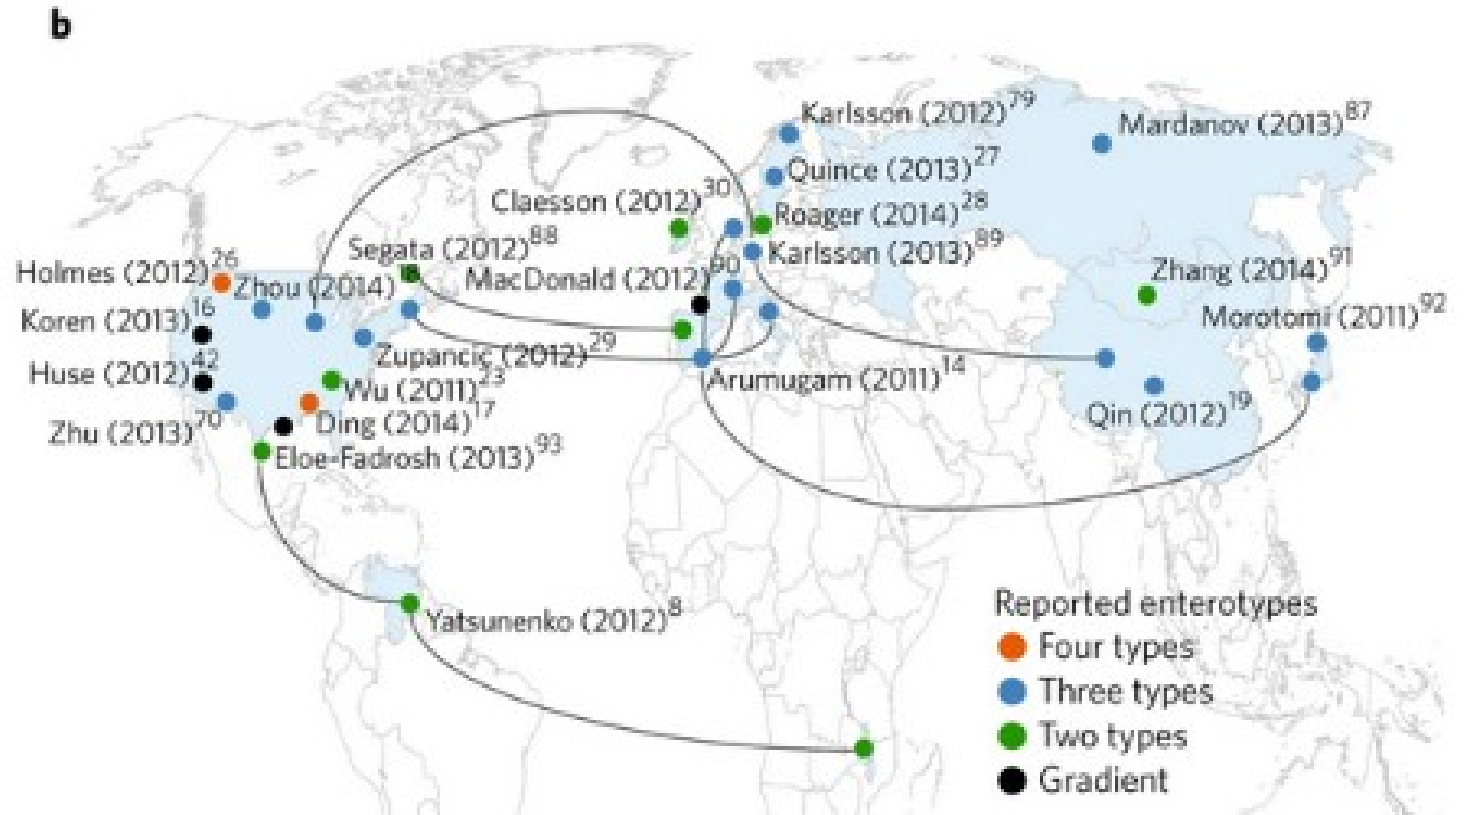 b
Karlsson (2012)79
Mardanov (2013)87
Quince (2013)27
Claesson (2012)30
Roager (2014)28
Segata (2012)88
Karlsson (2013)89
Holmes (2012)26
Zhou (2014)
MacDonald (2012)90
Zhang (2014)91
Koren (2013)16
Morotomi (2011)92
Zupancic (2012)29
Huse (2012)42
Wu (2011)23
Arumugam (2011)14
Zhu (2013)70
Ding (2014)17
Qin (2012)19
Eloe-Fadrosh (2013)93
Yatsunenko (2012)8
Reported enterotypes
Four types
Three types
Two types
Gradient